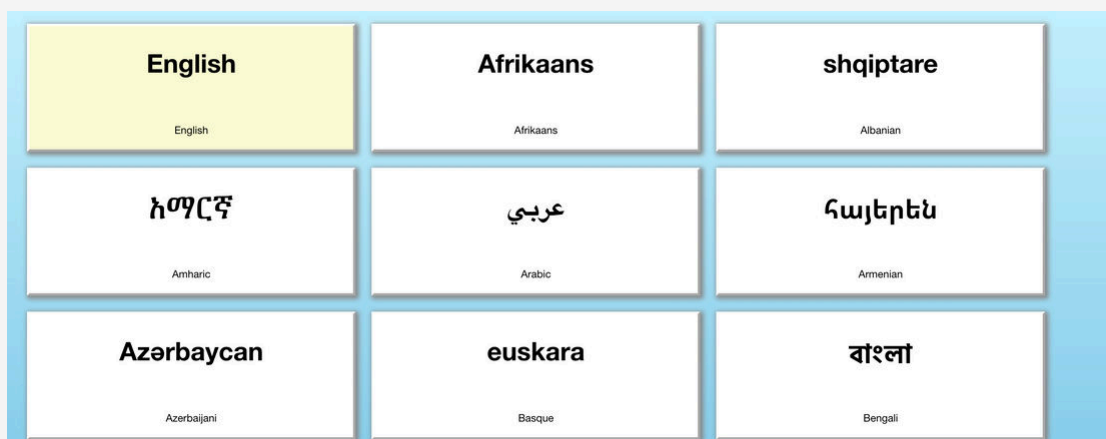 English
English
Afrikaans
Afrikaans
shqiptare
Albanian
አማርኛ
Amharic
عربي
Arabic
հայերեն
Armenian
Azərbaycan
Azerbaijani
euskara
Basque
বাংলা
Bengali